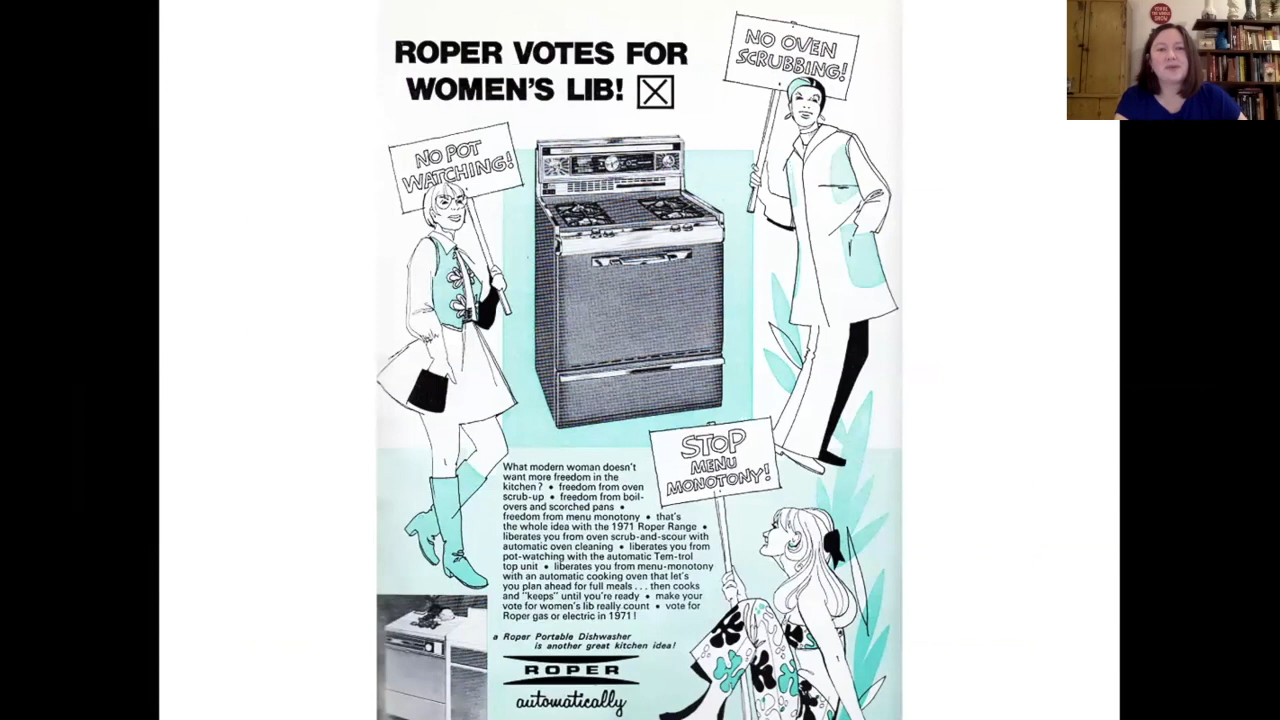 ROPER VOTES FOR
WOMEN'S LIB!
NO OVEN
SCRUBBING!
NO POT
WATCHING!
STOP
MENU
MONOTONY!
What modern woman doesn't
want more freedom in the
kitchen? • freedom from oven
scrub-up • freedom from boil-
overs and scorched pans •
freedom from menu monotony • that's
the whole idea with the 1971 Roper Range •
liberates you from oven scrub-and-scour with
automatic oven cleaning • liberates you from
pot-watching with the automatic Tem-trol
top unit • liberates you from menu-monotony
with an automatic cooking oven that let's
you plan ahead for full meals . . . then cooks
and "keeps" until you're ready • make your
vote for women's lib really count • vote for
Roper gas or electric in 1971!
a Roper Portable Dishwasher
is another great kitchen idea!
ROPER
automatically